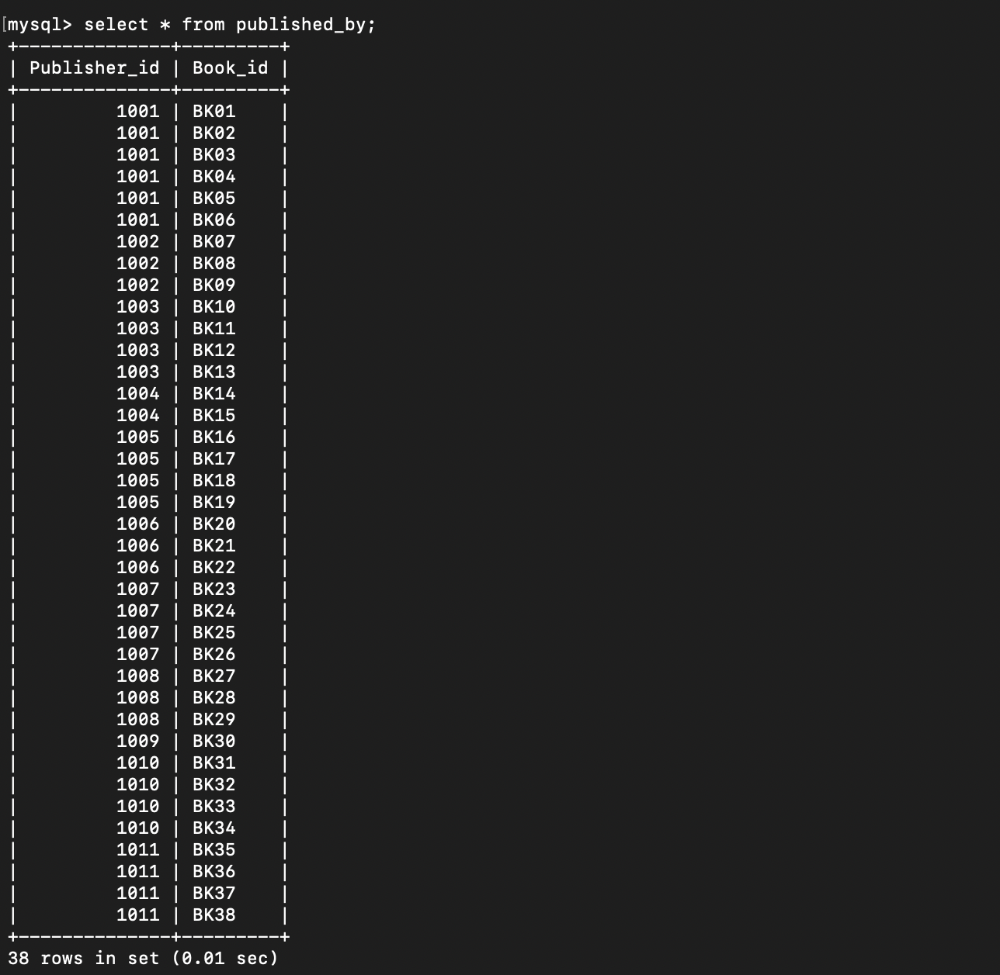 [mysql> select * from published_by;
+--------------+---------+
| Publisher_id | Book_id |
+--------------+---------+
|         1001 | BK01    |
|         1001 | BK02    |
|         1001 | BK03    |
|         1001 | BK04    |
|         1001 | BK05    |
|         1001 | BK06    |
|         1002 | BK07    |
|         1002 | BK08    |
|         1002 | BK09    |
|         1003 | BK10    |
|         1003 | BK11    |
|         1003 | BK12    |
|         1003 | BK13    |
|         1004 | BK14    |
|         1004 | BK15    |
|         1005 | BK16    |
|         1005 | BK17    |
|         1005 | BK18    |
|         1005 | BK19    |
|         1006 | BK20    |
|         1006 | BK21    |
|         1006 | BK22    |
|         1007 | BK23    |
|         1007 | BK24    |
|         1007 | BK25    |
|         1007 | BK26    |
|         1008 | BK27    |
|         1008 | BK28    |
|         1008 | BK29    |
|         1009 | BK30    |
|         1010 | BK31    |
|         1010 | BK32    |
|         1010 | BK33    |
|         1010 | BK34    |
|         1011 | BK35    |
|         1011 | BK36    |
|         1011 | BK37    |
|         1011 | BK38    |
+--------------+---------+
38 rows in set (0.01 sec)